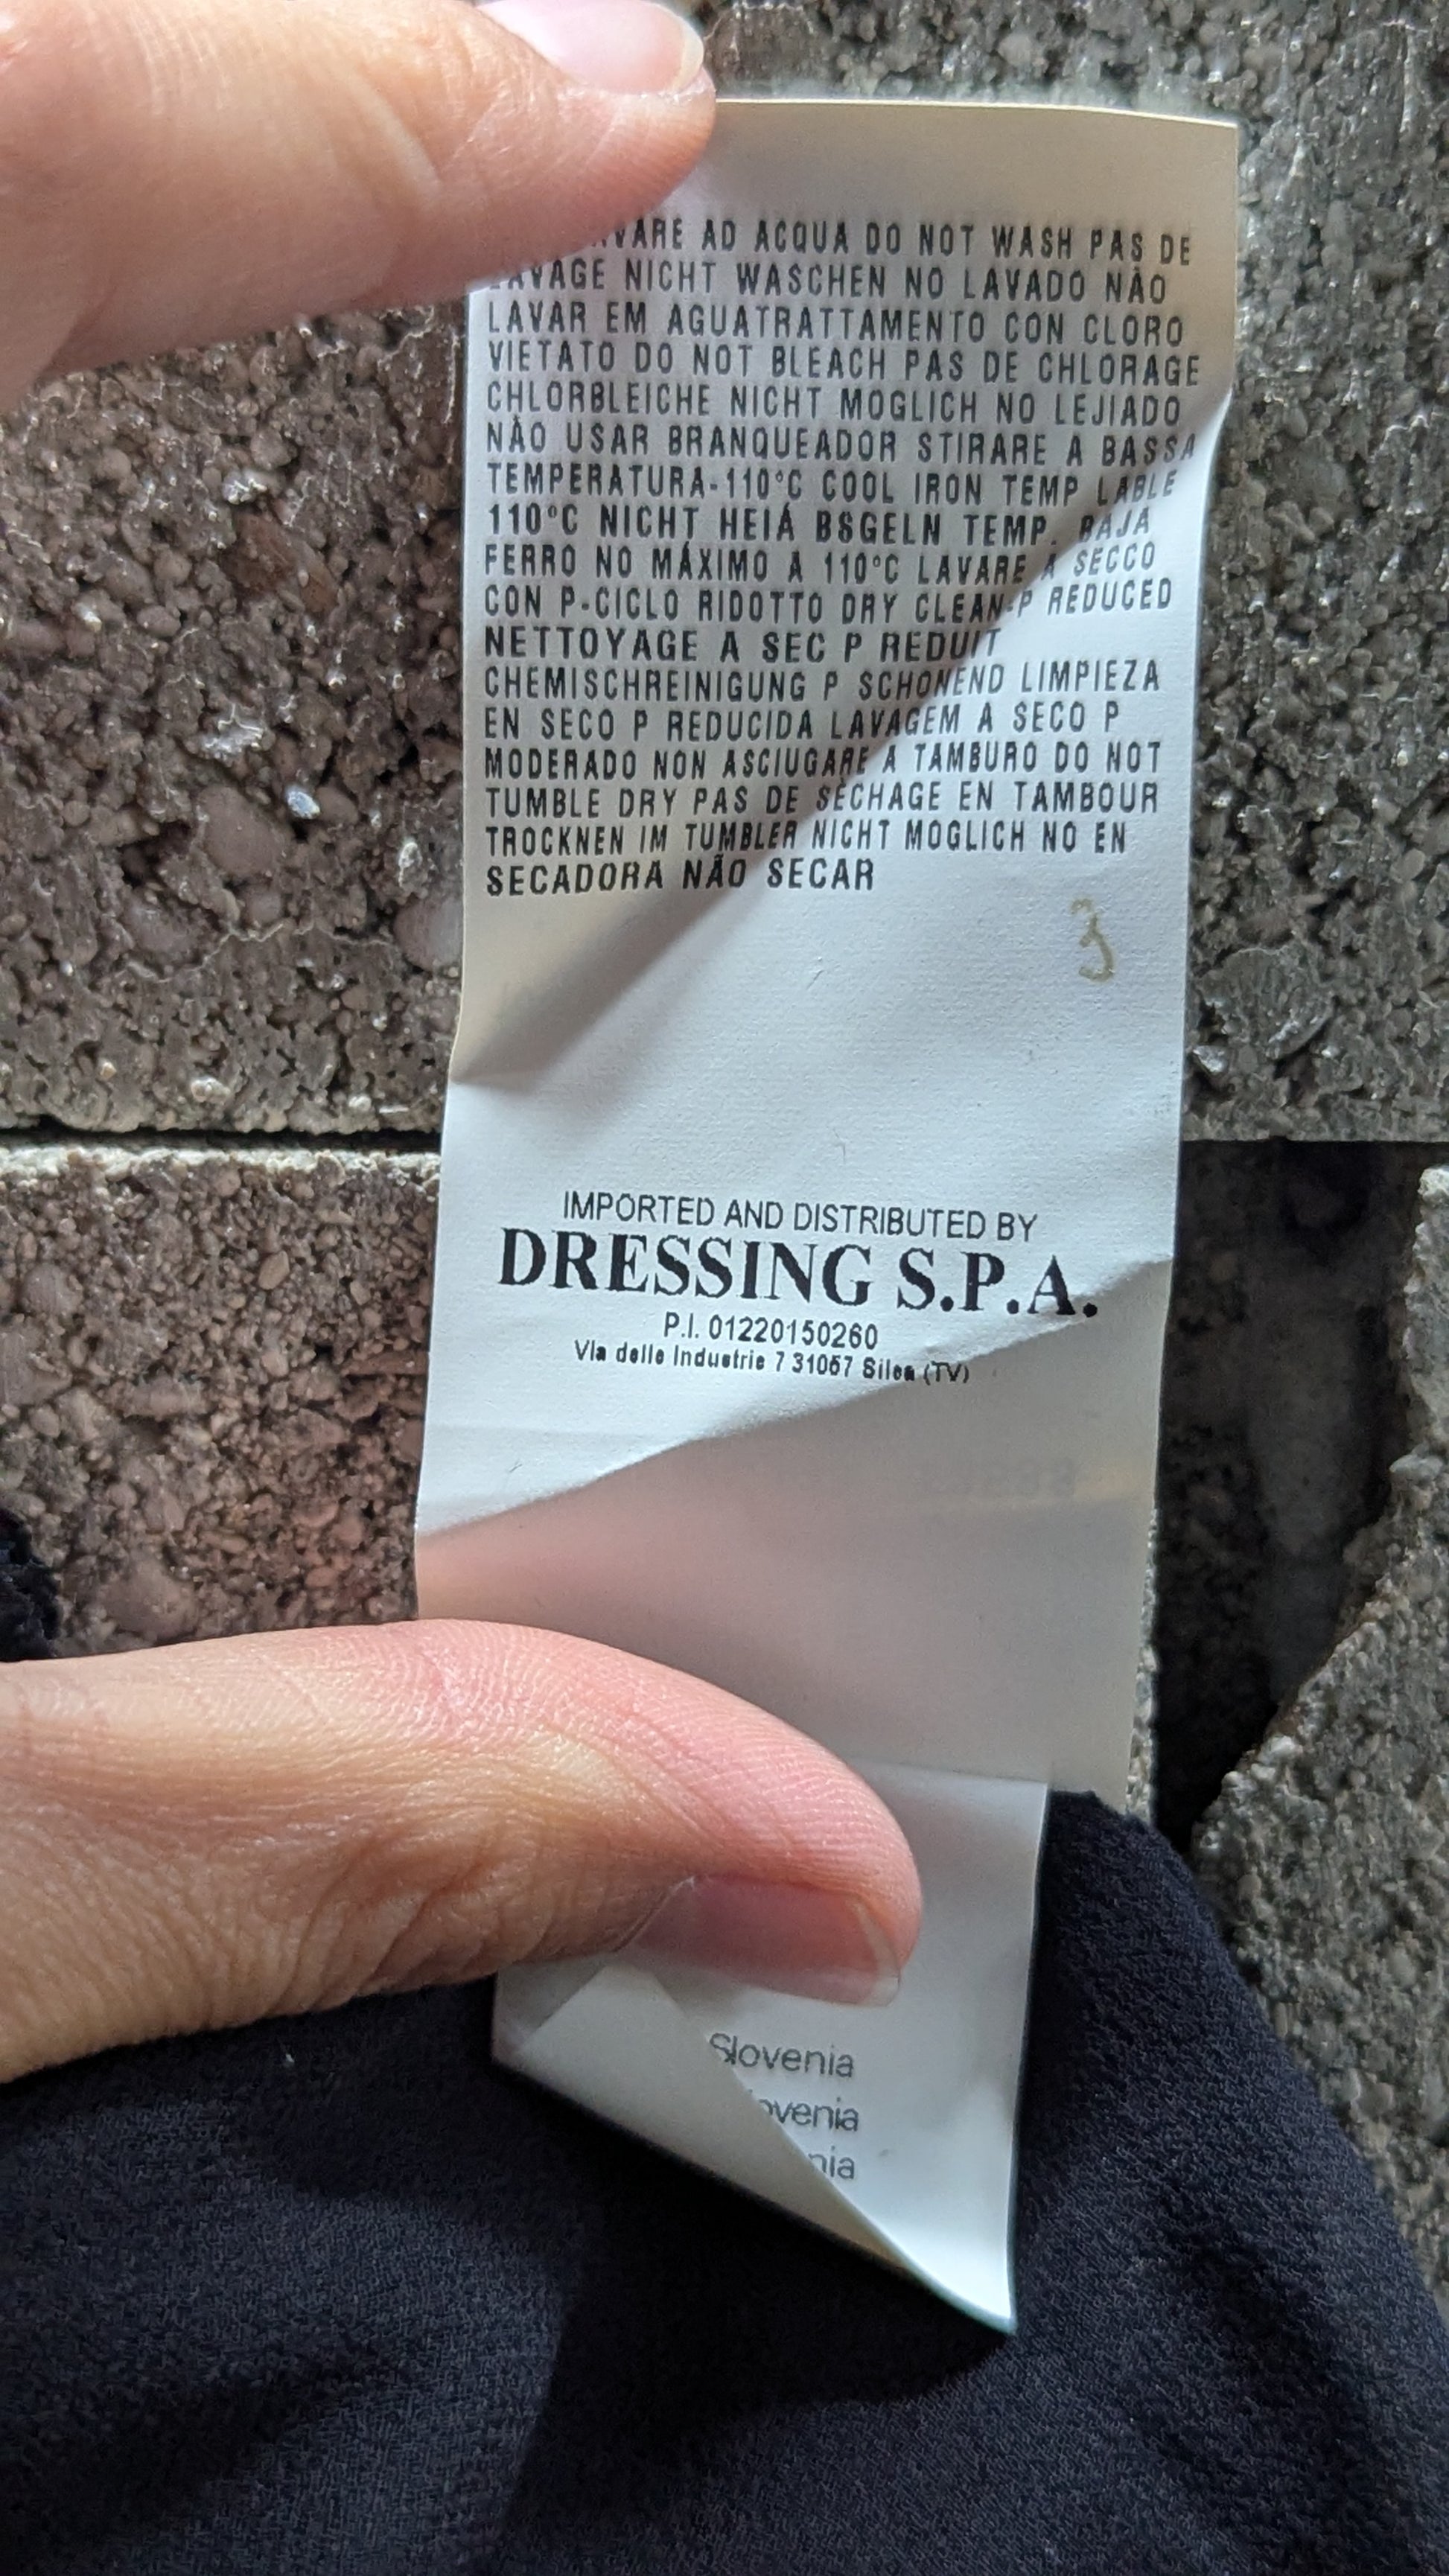 AD ACQUA DO NOT WASH PAS DE
LAVAGE NICHT WASCHEN NO LAVADO NÃO
LAVAR EM AGUATRATTAMENTO CON CLORO
VIETATO DO NOT BLEACH PAS DE CHLORAGE
CHLORBLEICHE NICHT MOGLICH NO LEJIADO
NÃO USAR BRANQUEADOR STIRARE A BASSA
TEMPERATURA-110°C COOL IRON TEMP LABLE
110°C NICHT HEIÁ BSGELN TEMP. BAJA
FERRO NO MÁXIMO A 110°C LAVARE A SECCO
CON P-CICLO RIDOTTO DRY CLEAN-P REDUCED
NETTOYAGE A SEC P REDUIT
CHEMISCHREINIGUNG P SCHONEND LIMPIEZA
EN SECO P REDUCIDA LAVAGEM A SECO P
MODERADO NON ASCIUGARE A TAMBURO DO NOT
TUMBLE DRY PAS DE SÈCHAGE EN TAMBOUR
TROCKNEN IM TUMBLER NICHT MOGLICH NO EN
SECADORA NÃO SECAR
3
IMPORTED AND DISTRIBUTED BY
DRESSING S.P.A.
P.I. 01220150260
Via delle Industrie 7 31057 Silea (TV)
Slovenia